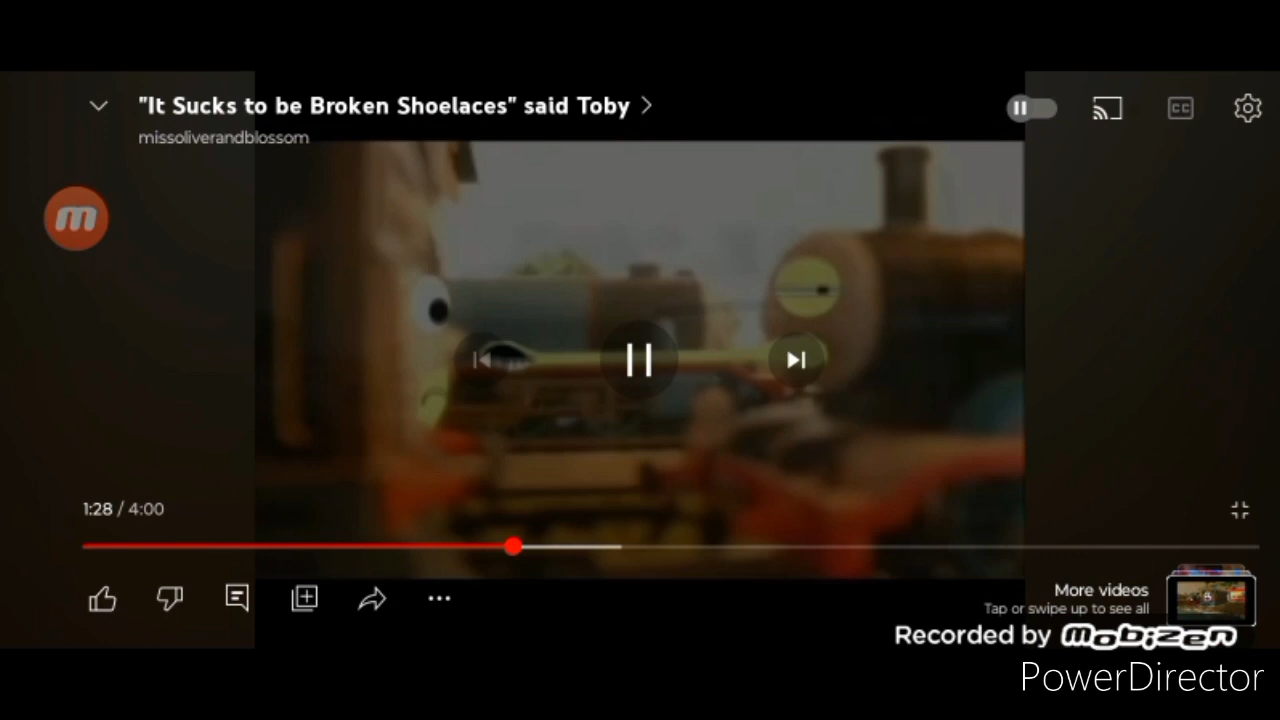 "It Sucks to be Broken Shoelaces" said Toby
missoliverandblossom
CC
m
1:28 / 4:00
More videos
Tap or swipe up to see all
Recorded by mobizen
PowerDirector